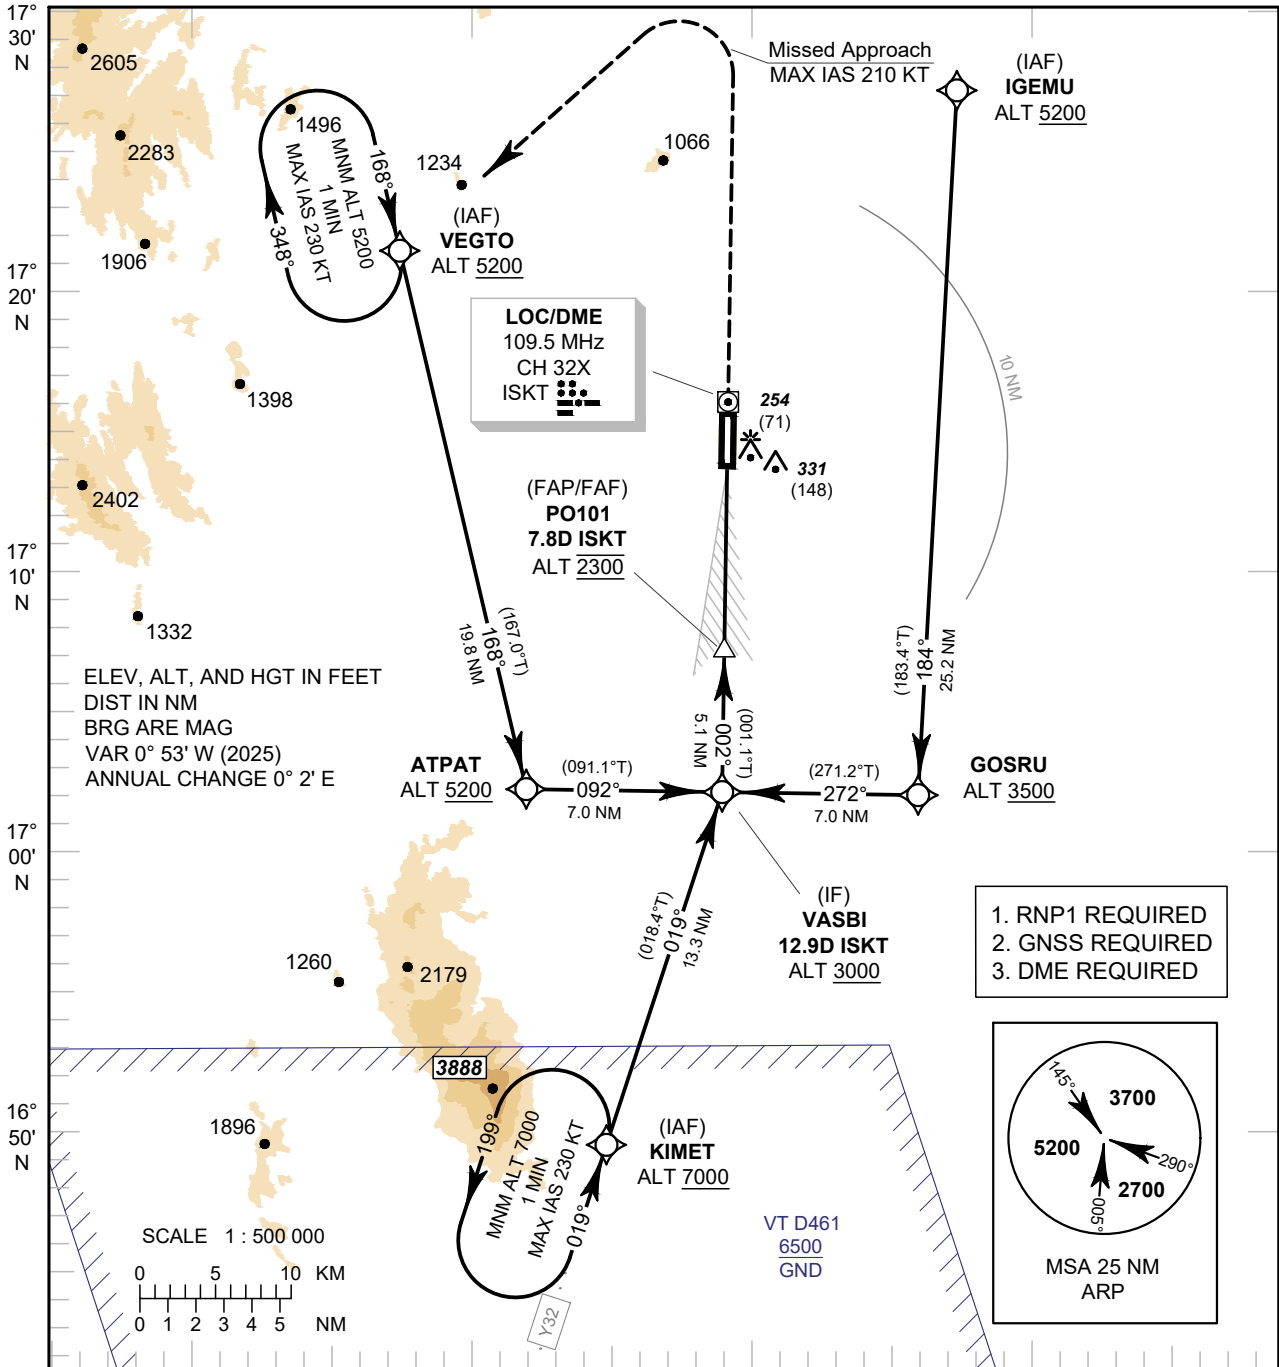 17°
30'
N
2605
2283
1906
1496
MNM ALT 5200
1 MIN
MAX IAS 230 KT
168°
348°
1234
(IAF)
VEGTO
ALT 5200
Missed Approach
MAX IAS 210 KT
1066
(IAF)
IGEMU
ALT 5200
17°
20'
N
LOC/DME
109.5 MHz
CH 32X
ISKT
10 NM
254
(71)
331
(148)
1398
2402
(FAP/FAF)
PO101
7.8D ISKT
ALT 2300
17°
10'
N
1332
(167.0°T)
168°
19.8 NM
(183.4°T)
184°
25.2 NM
ELEV, ALT, AND HGT IN FEET
DIST IN NM
BRG ARE MAG
VAR 0° 53' W (2025)
ANNUAL CHANGE 0° 2' E
(001.1°T)
002°
5.1 NM
ATPAT
ALT 5200
(091.1°T)
092°
7.0 NM
(271.2°T)
272°
7.0 NM
GOSRU
ALT 3500
17°
00'
N
(IF)
VASBI
12.9D ISKT
ALT 3000
(018.4°T)
019°
13.3 NM
1. RNP1 REQUIRED
2. GNSS REQUIRED
3. DME REQUIRED
1260
2179
3888
16°
50'
N
1896
199°
MNM ALT 7000
1 MIN
MAX IAS 230 KT
019°
(IAF)
KIMET
ALT 7000
VT D461
6500
GND
Y32
SCALE 1 : 500 000
0 5 10 KM
0 1 2 3 4 5 NM
145°
3700
5200
290°
2700
005°
MSA 25 NM
ARP